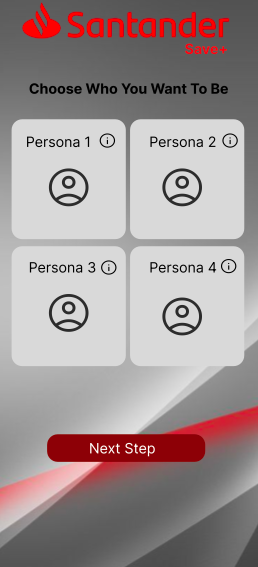 Santander
Save+
Choose Who You Want To Be
Persona 1
Persona 2
Persona 3
Persona 4
Next Step